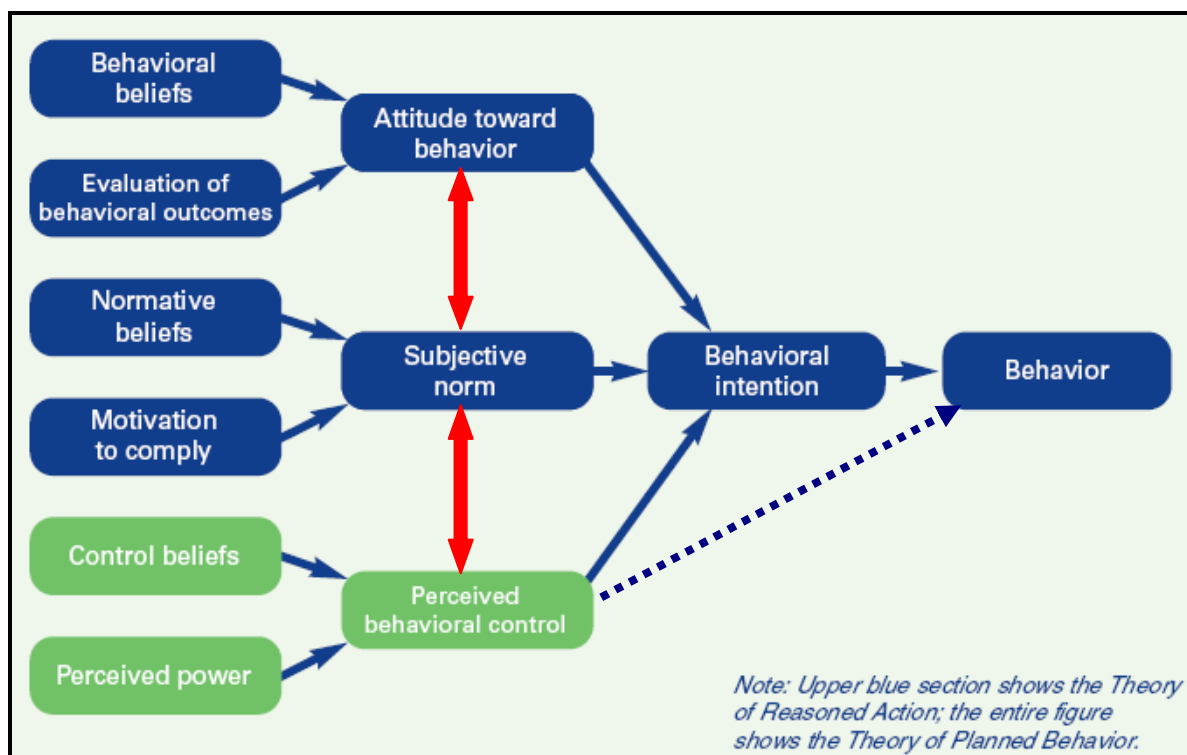 Behavioral
beliefs
Attitude toward
behavior
Evaluation of
behavioral outcomes
Normative
beliefs
Subjective
norm
Behavioral
intention
Behavior
Motivation
to comply
Control beliefs
Perceived
behavioral control
Perceived power
Note: Upper blue section shows the Theory
of Reasoned Action; the entire figure
shows the Theory of Planned Behavior.